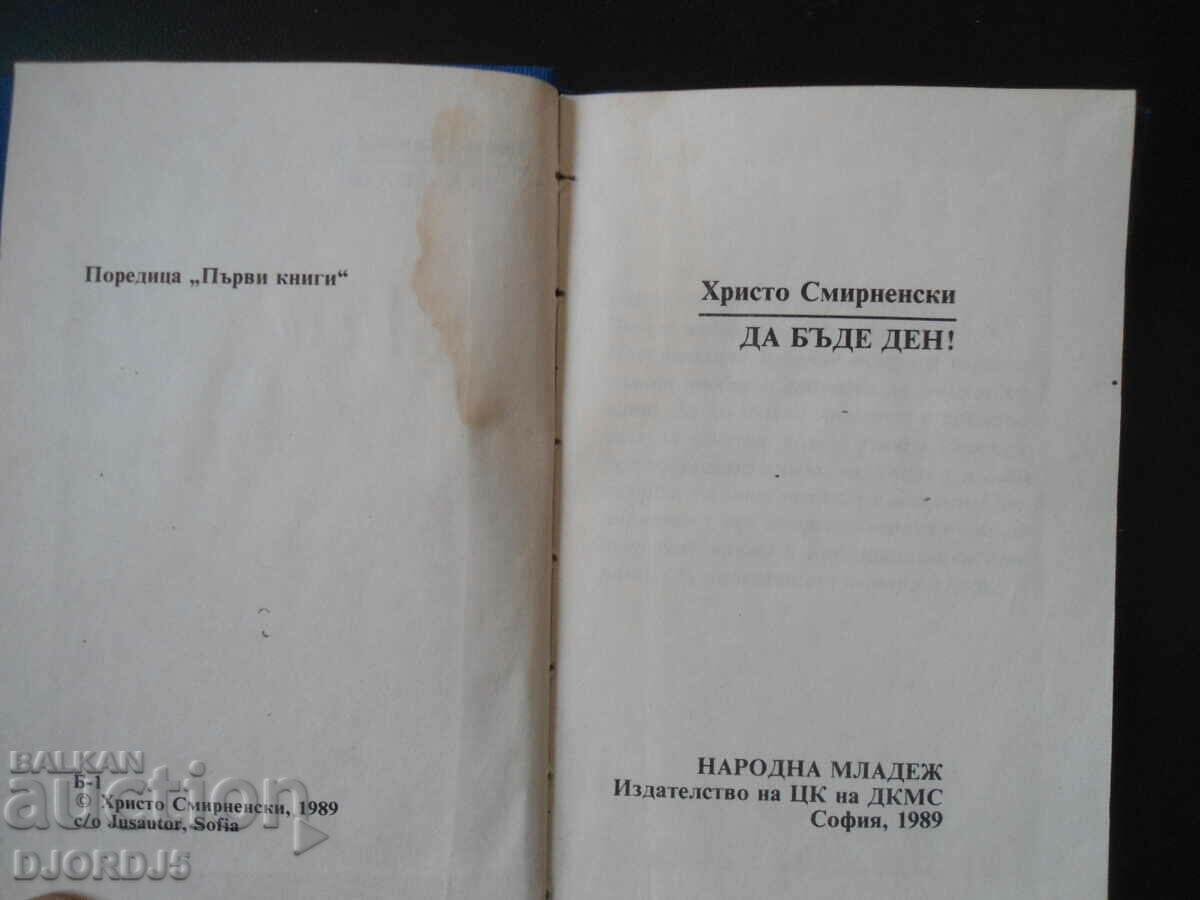 Поредица „Първи книги“
Б-1
© Христо Смирненски, 1989
c/o Jusautor, Sofia
Христо Смирненски
ДА БЪДЕ ДЕН!
НАРОДНА МЛАДЕЖ
Издателство на ЦК на ДКМС
София, 1989
BALKAN
auction
DJORDJ5